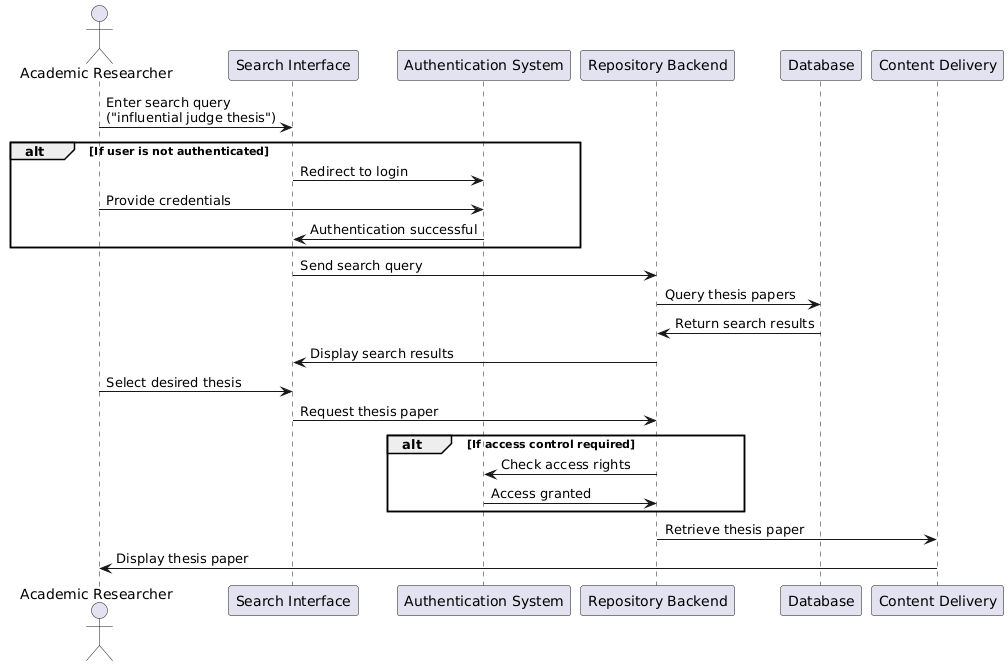 Academic Researcher
Search Interface
Authentication System
Repository Backend
Database
Content Delivery
Enter search query
("influential judge thesis")
alt
[If user is not authenticated]
Redirect to login
Provide credentials
Authentication successful
Send search query
Query thesis papers
Return search results
Display search results
Select desired thesis
Request thesis paper
alt
[If access control required]
Check access rights
Access granted
Retrieve thesis paper
Display thesis paper
Academic Researcher
Search Interface
Authentication System
Repository Backend
Database
Content Delivery